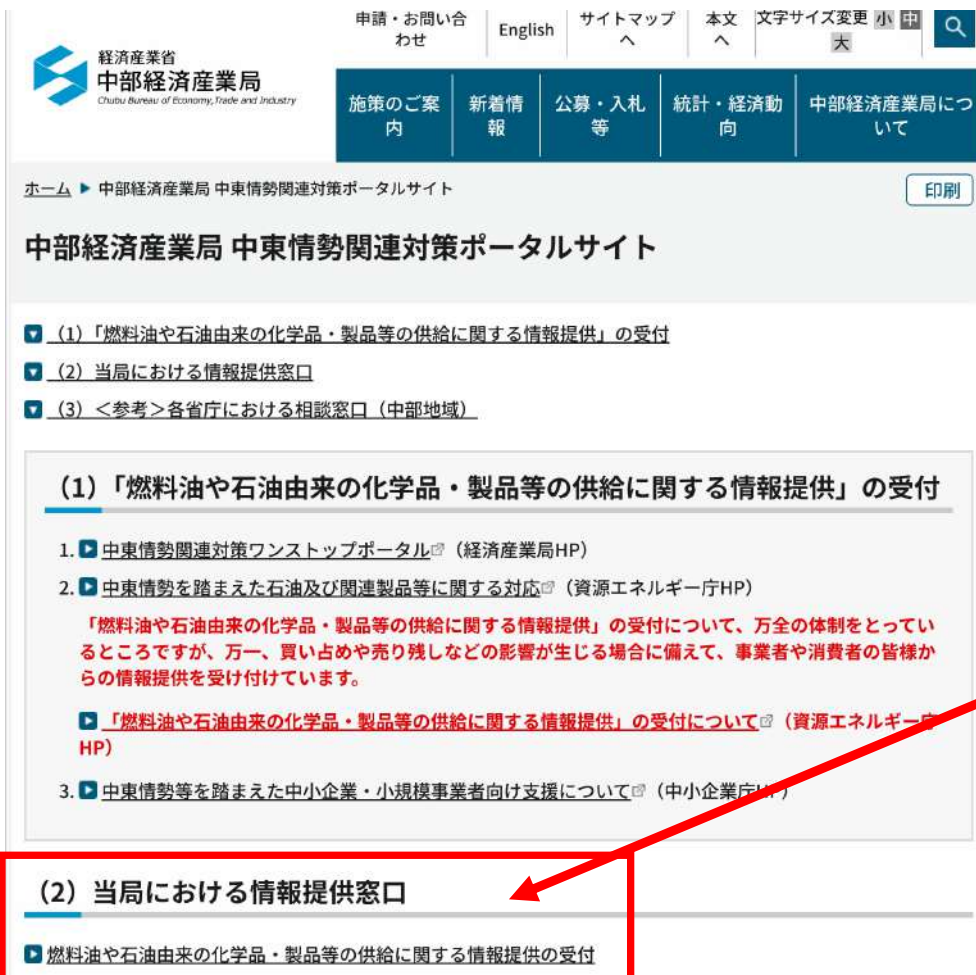 申請・お問い合
わせ
English
サイトマップ
へ
本文
へ
文字サイズ変更 小 中
大
経済産業省
中部経済産業局
Chubu Bureau of Economy, Trade and Industry
施策のご案
内
新着情
報
公募・入札
等
統計・経済動
向
中部経済産業局につ
いて
ホーム ▶ 中部経済産業局 中東情勢関連対策ポータルサイト
印刷
中部経済産業局 中東情勢関連対策ポータルサイト
(1)「燃料油や石油由来の化学品・製品等の供給に関する情報提供」の受付
(2)当局における情報提供窓口
(3)<参考>各省庁における相談窓口(中部地域)
(1)「燃料油や石油由来の化学品・製品等の供給に関する情報提供」の受付
1. 中東情勢関連対策ワンストップポータル(経済産業局HP)
2. 中東情勢を踏まえた石油及び関連製品等に関する対応(資源エネルギー庁HP)
「燃料油や石油由来の化学品・製品等の供給に関する情報提供」の受付について、万全の体制をとってい
るところですが、万一、買い占めや売り残しなどの影響が生じる場合に備えて、事業者や消費者の皆様か
らの情報提供を受け付けています。
「燃料油や石油由来の化学品・製品等の供給に関する情報提供」の受付について(資源エネルギー庁
HP)
3. 中東情勢等を踏まえた中小企業・小規模事業者向け支援について(中小企業庁HP)
(2)当局における情報提供窓口
燃料油や石油由来の化学品・製品等の供給に関する情報提供の受付